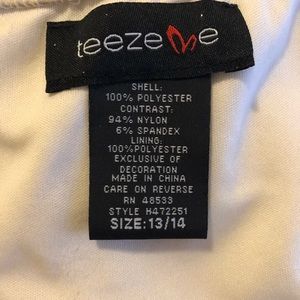 teeze me
SHELL:
100% POLYESTER
CONTRAST:
94% NYLON
6% SPANDEX
LINING:
100%POLYESTER
EXCLUSIVE OF
DECORATION
MADE IN CHINA
CARE ON REVERSE
RN 48533
STYLE H472251
SIZE: 13/14